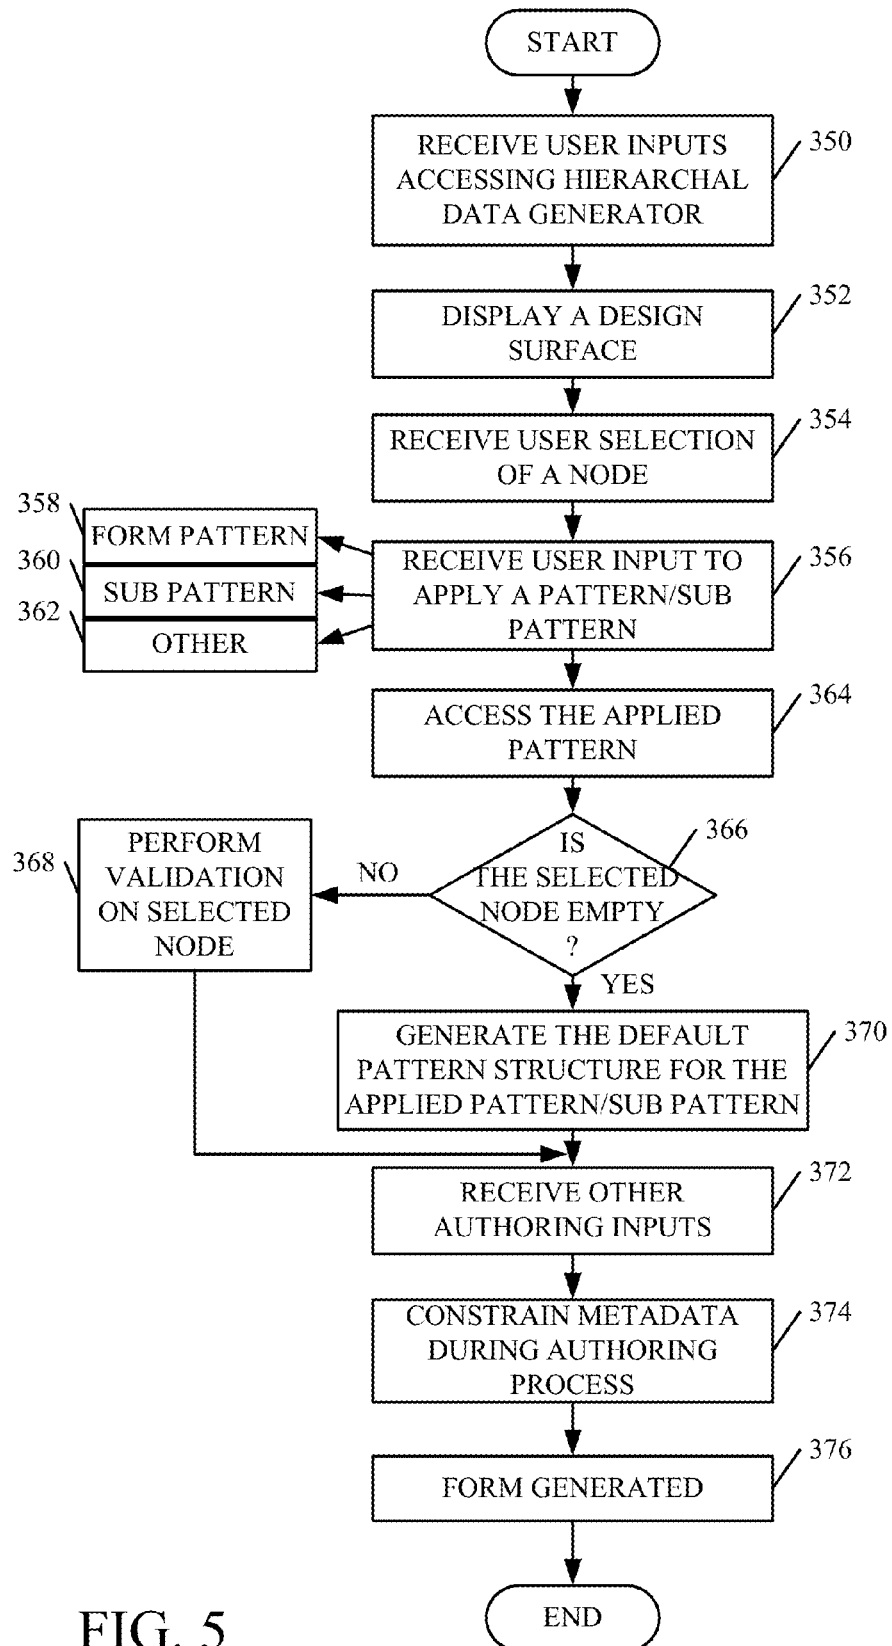 START
RECEIVE USER INPUTS
ACCESSING HIERARCHAL
DATA GENERATOR
350
DISPLAY A DESIGN
SURFACE
352
RECEIVE USER SELECTION
OF A NODE
354
358
FORM PATTERN
360
SUB PATTERN
362
OTHER
RECEIVE USER INPUT TO
APPLY A PATTERN/SUB
PATTERN
356
ACCESS THE APPLIED
PATTERN
364
IS
THE SELECTED
NODE EMPTY
?
366
NO
368
PERFORM
VALIDATION
ON SELECTED
NODE
YES
GENERATE THE DEFAULT
PATTERN STRUCTURE FOR THE
APPLIED PATTERN/SUB PATTERN
370
RECEIVE OTHER
AUTHORING INPUTS
372
CONSTRAIN METADATA
DURING AUTHORING
PROCESS
374
FORM GENERATED
376
END
FIG. 5